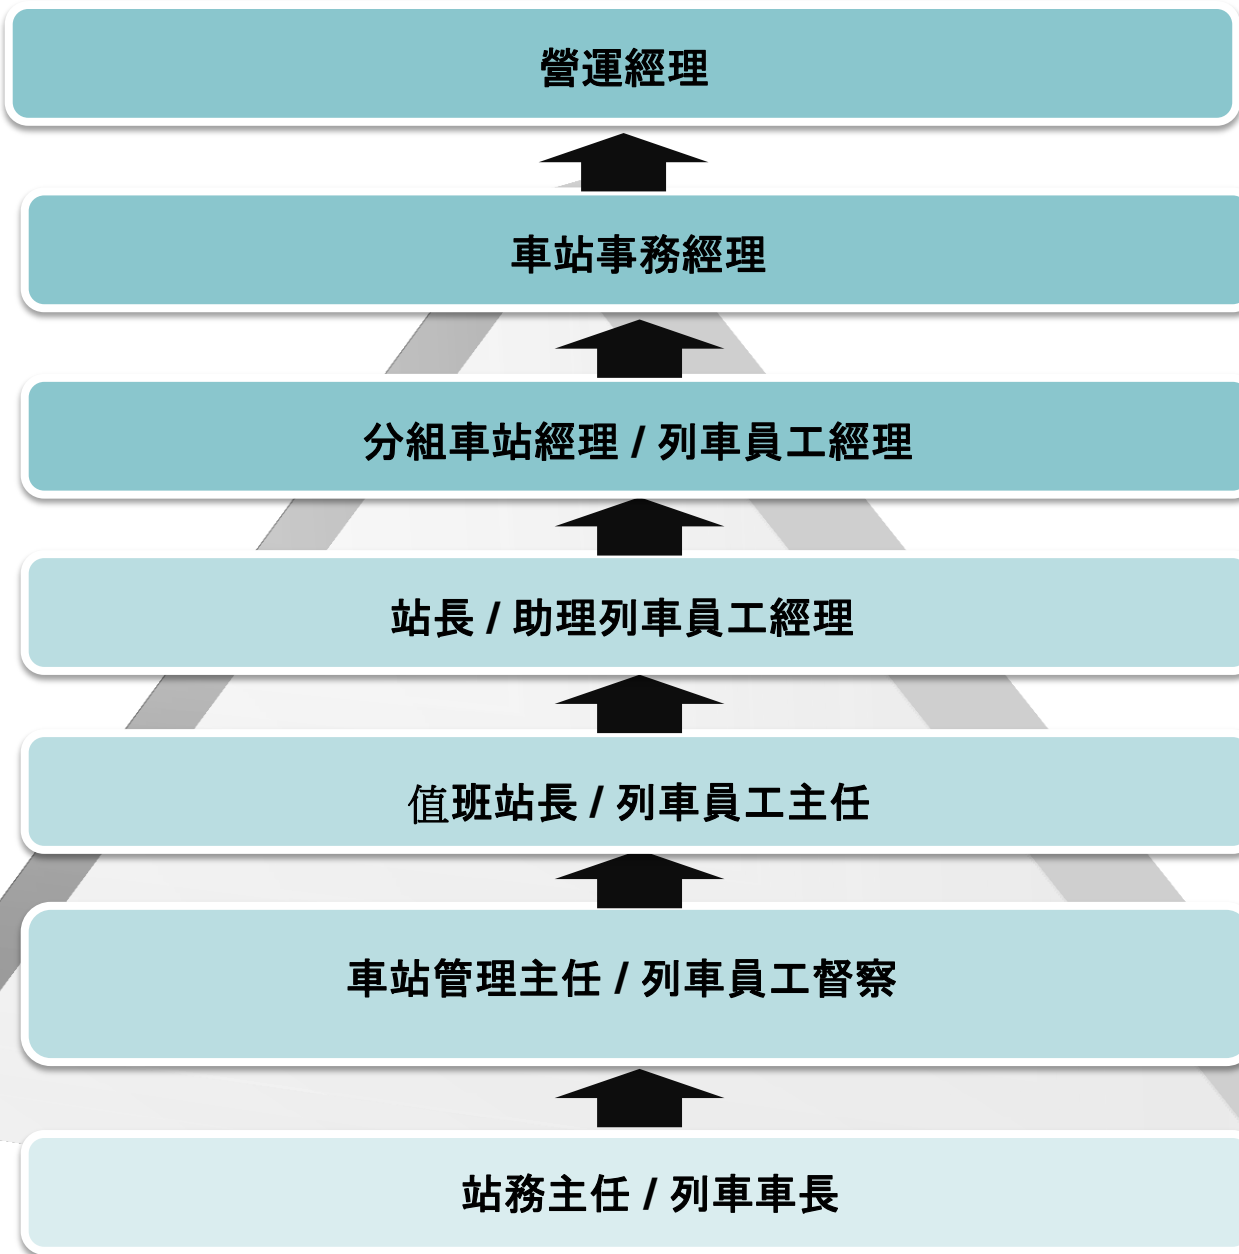 營運經理
車站事務經理
分組車站經理 / 列車員工經理
站長 / 助理列車員工經理
值班站長 / 列車員工主任
車站管理主任 / 列車員工督察
站務主任 / 列車車長